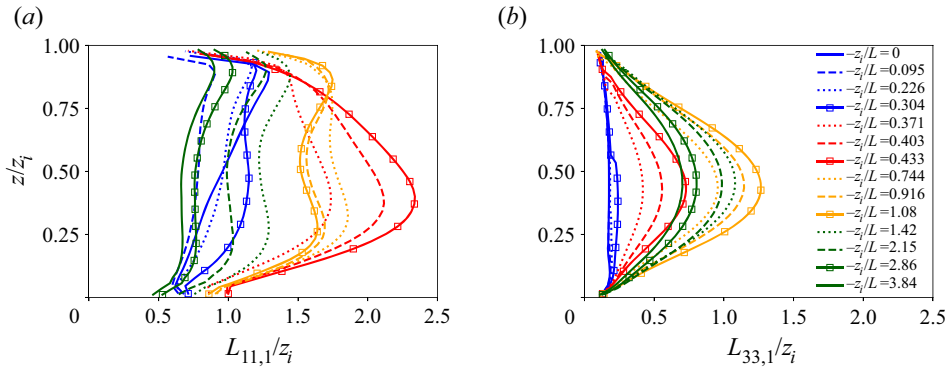 (a)
(b)
1.00
0.75
0.50
0.25
z/z_i
0
0.5
1.0
1.5
2.0
2.5
L_{11,1}/z_i
1.00
0.75
0.50
0.25
0
0.5
1.0
1.5
2.0
2.5
L_{33,1}/z_i
–z_i/L = 0
–z_i/L = 0.095
–z_i/L = 0.226
–z_i/L = 0.304
–z_i/L = 0.371
–z_i/L = 0.403
–z_i/L = 0.433
–z_i/L = 0.744
–z_i/L = 0.916
–z_i/L = 1.08
–z_i/L = 1.42
–z_i/L = 2.15
–z_i/L = 2.86
–z_i/L = 3.84